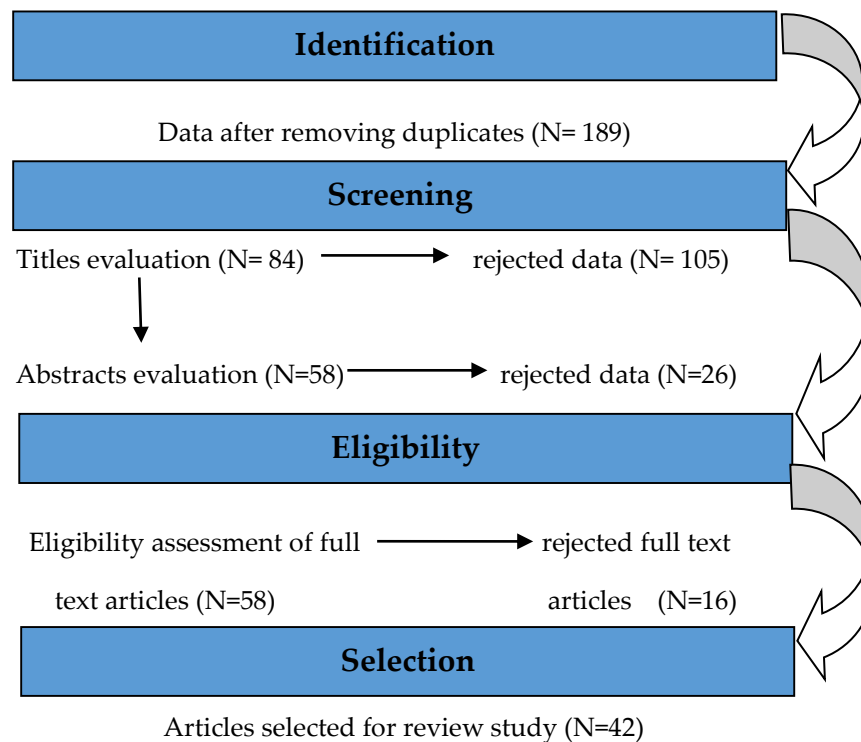 Identification
Data after removing duplicates (N= 189)
Screening
Titles evaluation (N= 84) rejected data (N= 105)
Abstracts evaluation (N=58) rejected data (N=26)
Eligibility
Eligibility assessment of full rejected full text
text articles (N=58) articles (N=16)
Selection
Articles selected for review study (N=42)